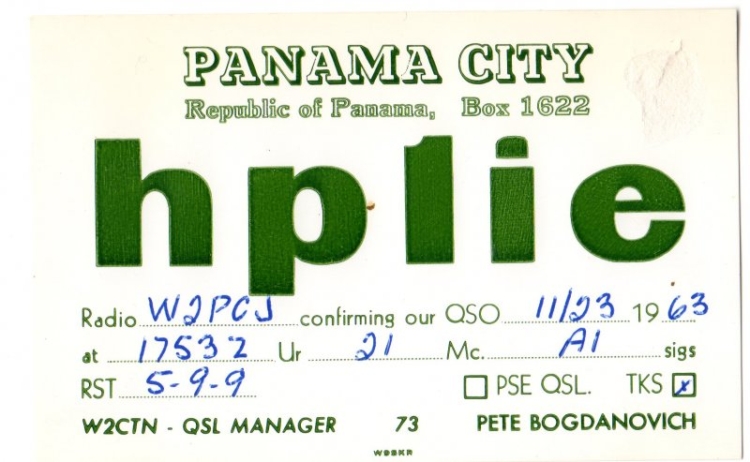 PANAMA CITY
Republic of Panama, Box 1622
hp1ie
Radio W2PCJ confirming our QSO 11/23 1963
at 17532 Ur 21 Mc. A1 sigs
RST 5-9-9 PSE QSL. TKS X
W2CTN - QSL MANAGER 73 PETE BOGDANOVICH